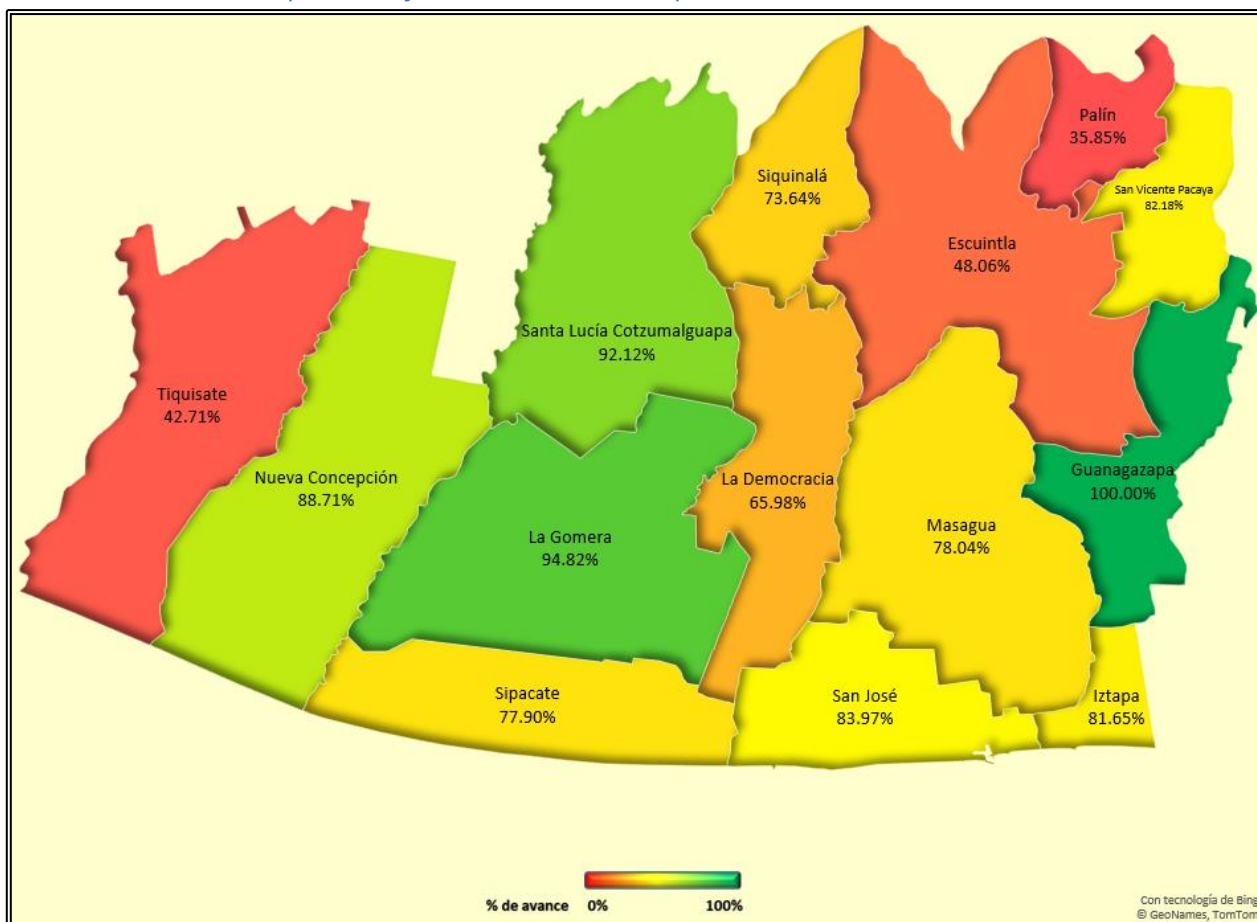 Palín
35.85%
Siquinalá
73.64%
San Vicente Pacaya
82.18%
Escuintla
48.06%
Santa Lucía Cotzumalguapa
92.12%
Tiquisate
42.71%
Nueva Concepción
88.71%
La Democracia
65.98%
Guanagazapa
100.00%
La Gomera
94.82%
Masagua
78.04%
Sipacate
77.90%
San José
83.97%
Iztapa
81.65%
% de avance 0% 100%
Con tecnología de Bing
© GeoNames, TomTom